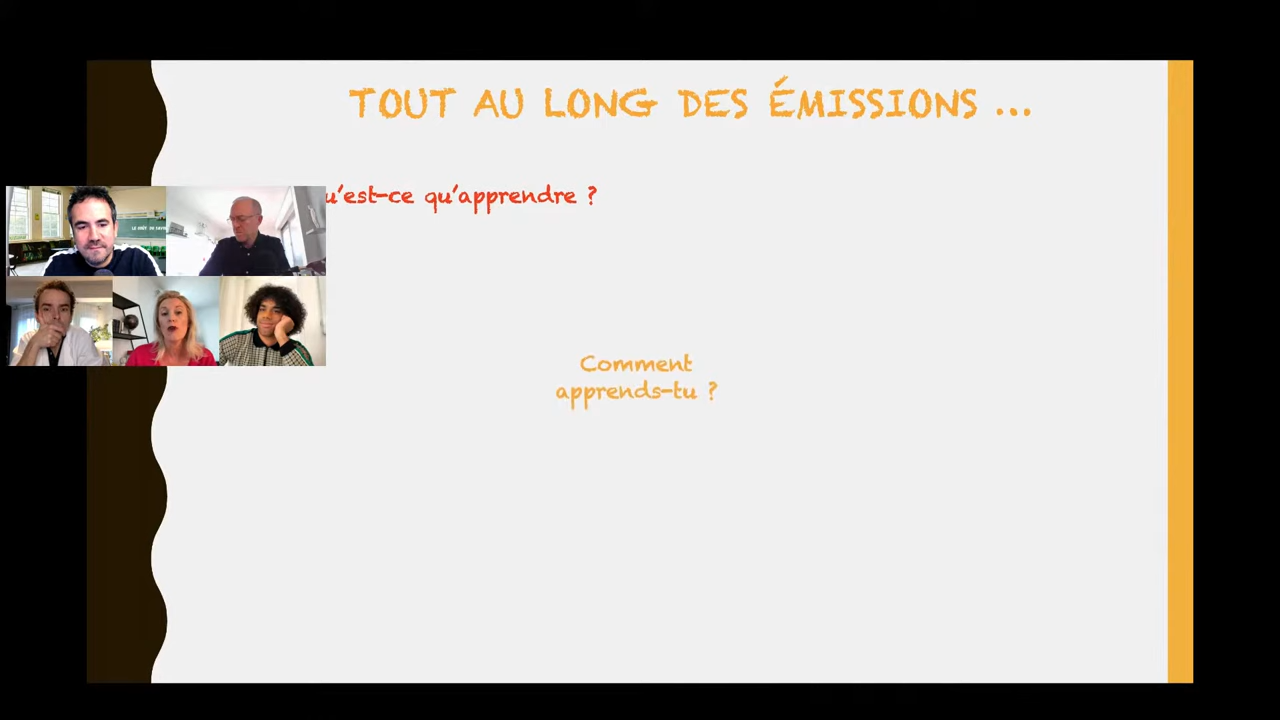 TOUT AU LONG DES ÉMISSIONS ...
u'est-ce qu'apprendre ?
Comment
apprends-tu ?